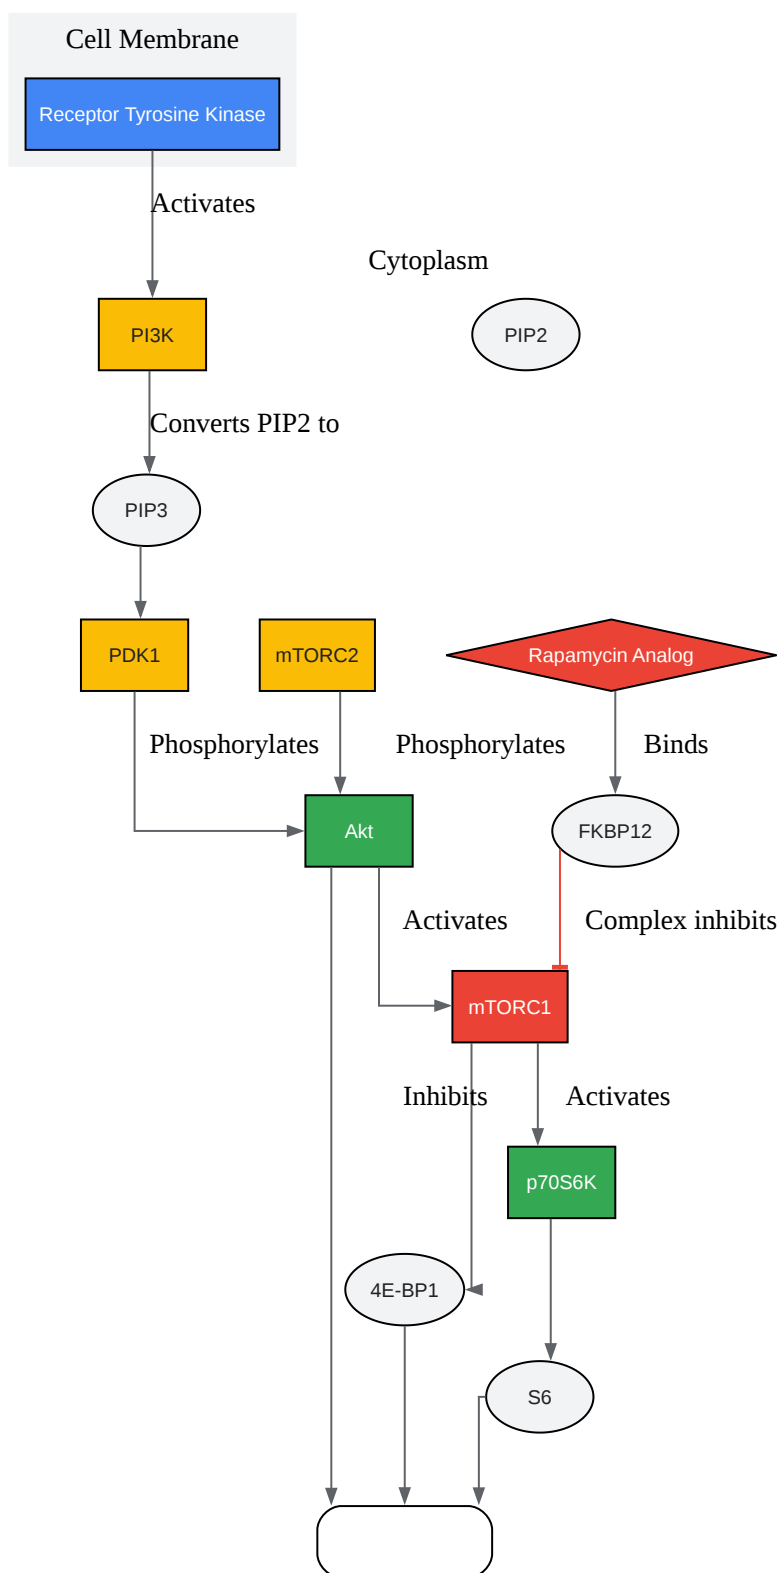 Cell Membrane
Receptor Tyrosine Kinase
Activates
Cytoplasm
PI3K
PIP2
Converts PIP2 to
PIP3
PDK1
mTORC2
Rapamycin Analog
Phosphorylates
Phosphorylates
Binds
Akt
FKBP12
Activates
Complex inhibits
mTORC1
Inhibits
Activates
p70S6K
4E-BP1
S6